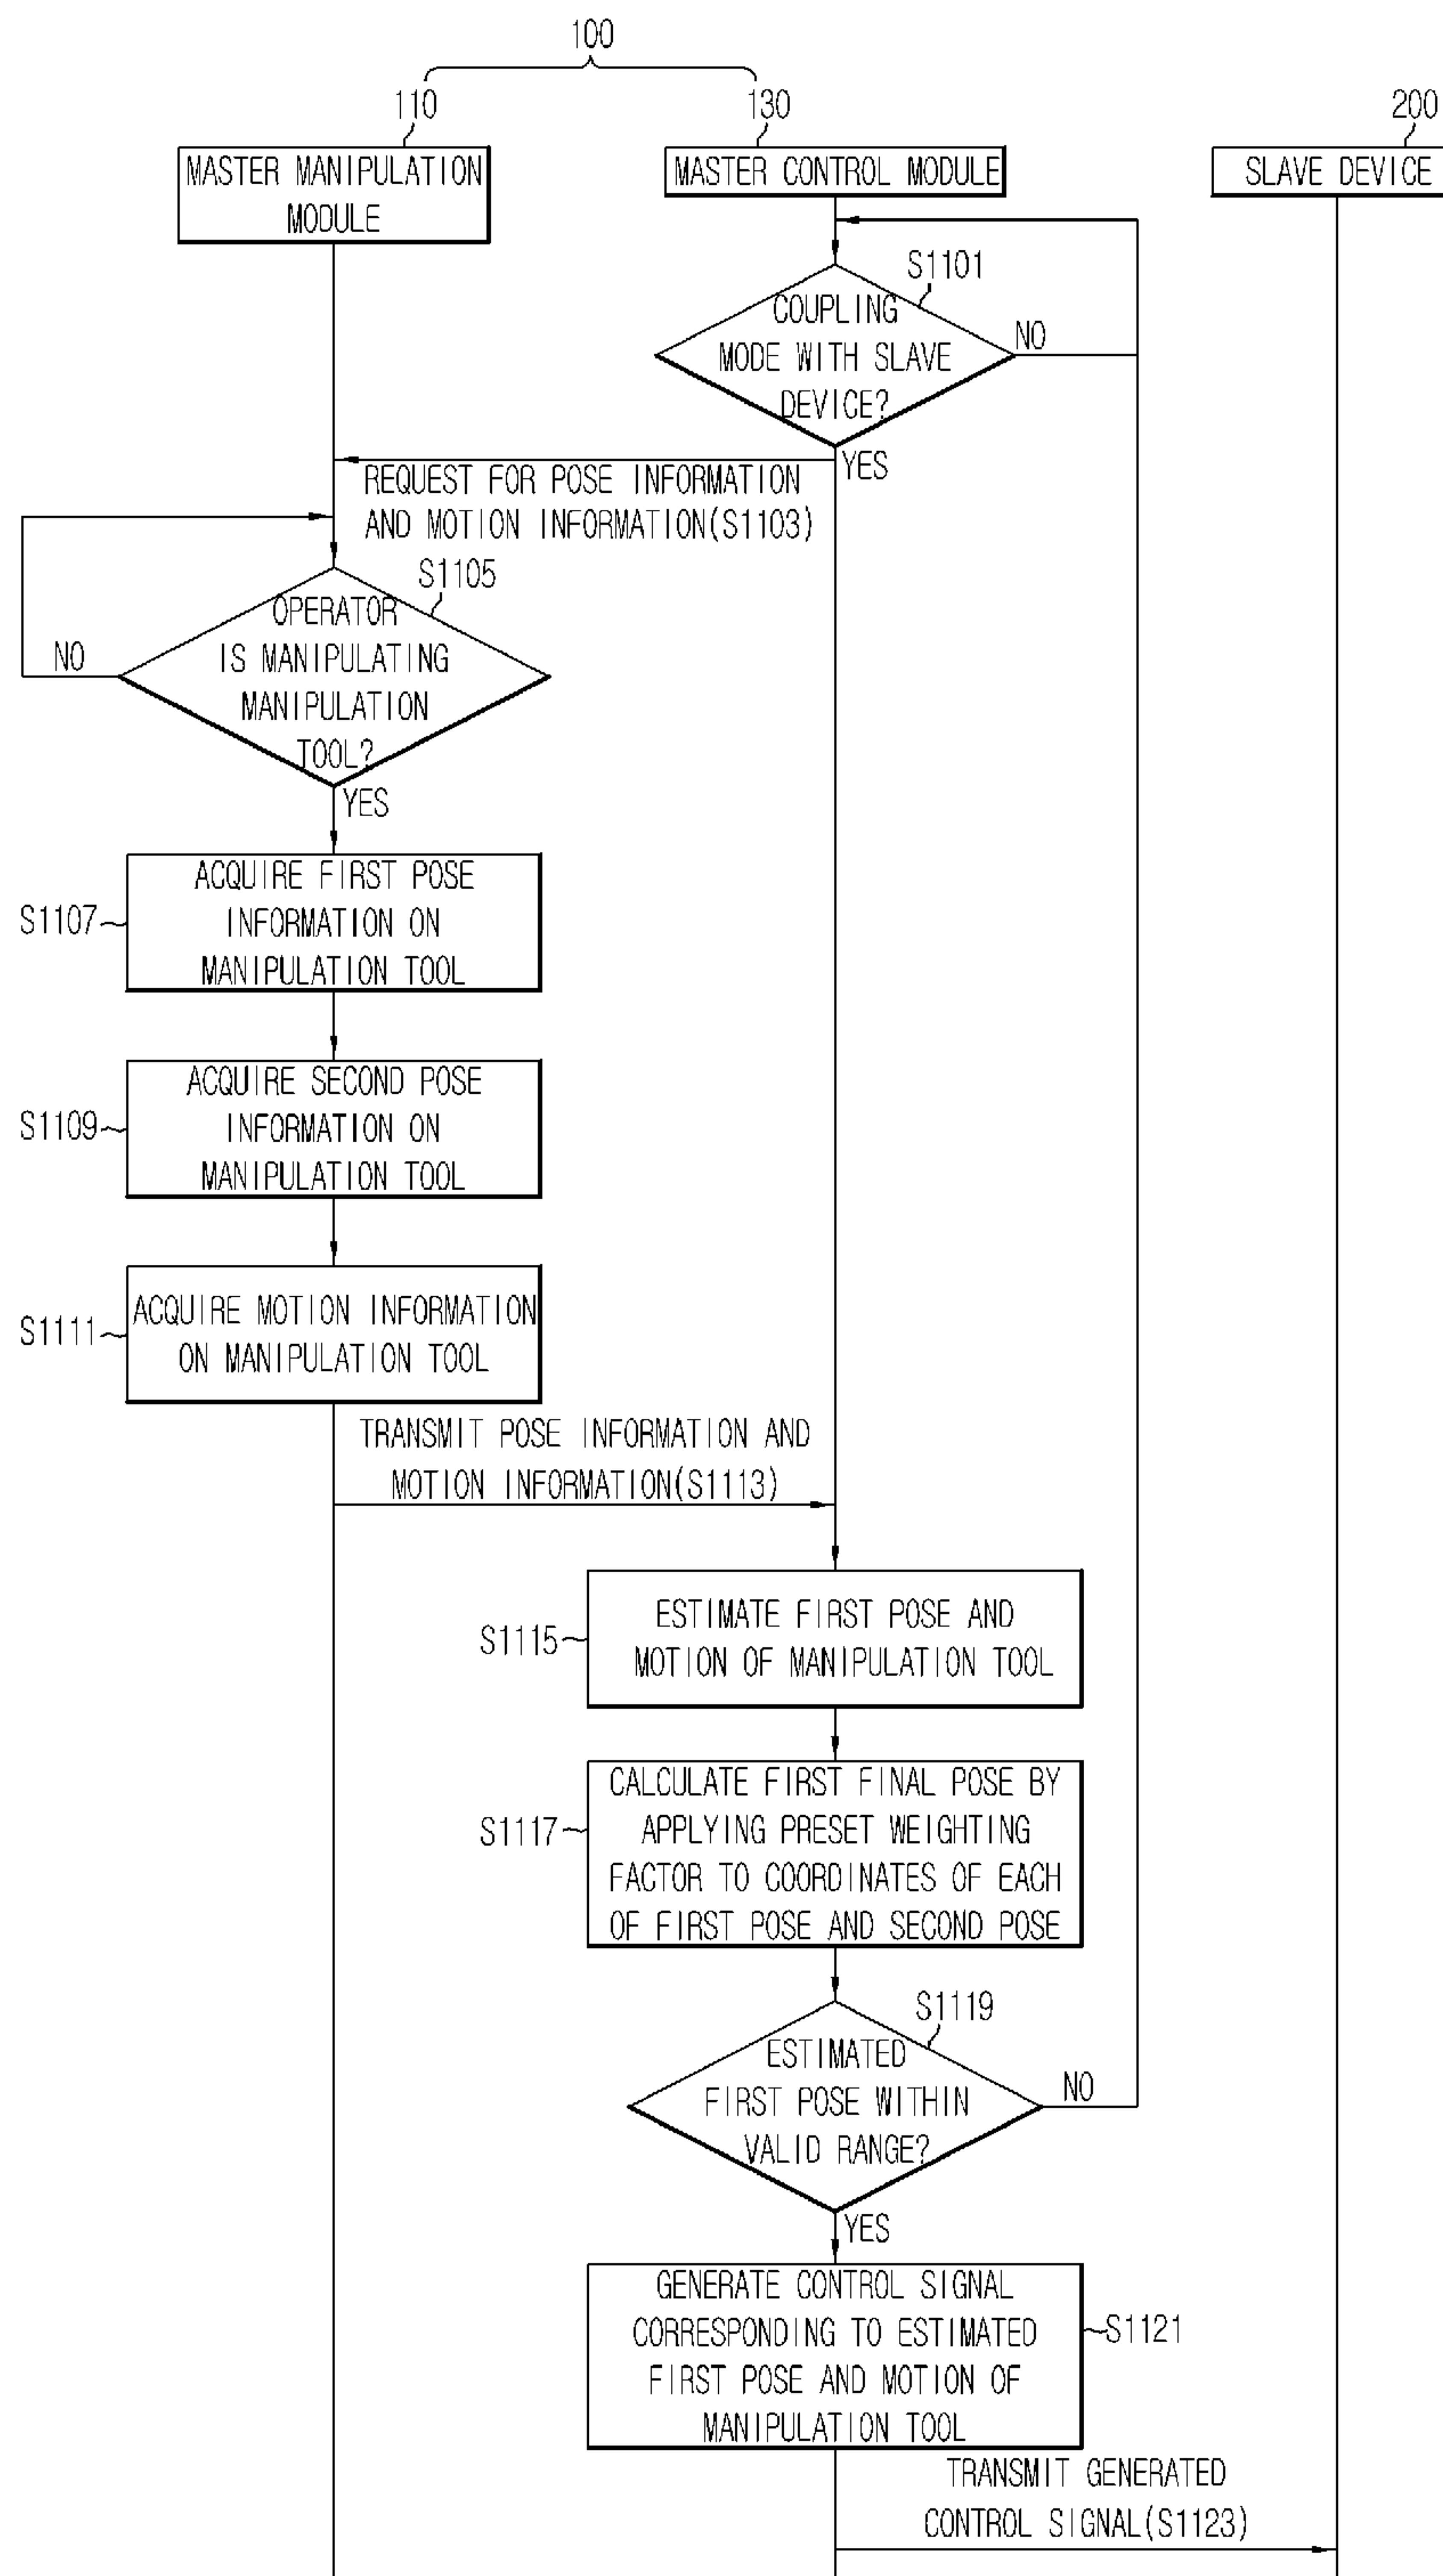 100
110
130
200
MASTER MANIPULATION
MODULE
MASTER CONTROL MODULE
SLAVE DEVICE
S1101
COUPLING
MODE WITH SLAVE
DEVICE?
NO
YES
REQUEST FOR POSE INFORMATION
AND MOTION INFORMATION(S1103)
S1105
OPERATOR
IS MANIPULATING
MANIPULATION
TOOL?
NO
YES
S1107
ACQUIRE FIRST POSE
INFORMATION ON
MANIPULATION TOOL
S1109
ACQUIRE SECOND POSE
INFORMATION ON
MANIPULATION TOOL
S1111
ACQUIRE MOTION INFORMATION
ON MANIPULATION TOOL
TRANSMIT POSE INFORMATION AND
MOTION INFORMATION(S1113)
S1115
ESTIMATE FIRST POSE AND
MOTION OF MANIPULATION TOOL
S1117
CALCULATE FIRST FINAL POSE BY
APPLYING PRESET WEIGHTING
FACTOR TO COORDINATES OF EACH
OF FIRST POSE AND SECOND POSE
S1119
ESTIMATED
FIRST POSE WITHIN
VALID RANGE?
NO
YES
GENERATE CONTROL SIGNAL
CORRESPONDING TO ESTIMATED
FIRST POSE AND MOTION OF
MANIPULATION TOOL
S1121
TRANSMIT GENERATED
CONTROL SIGNAL(S1123)